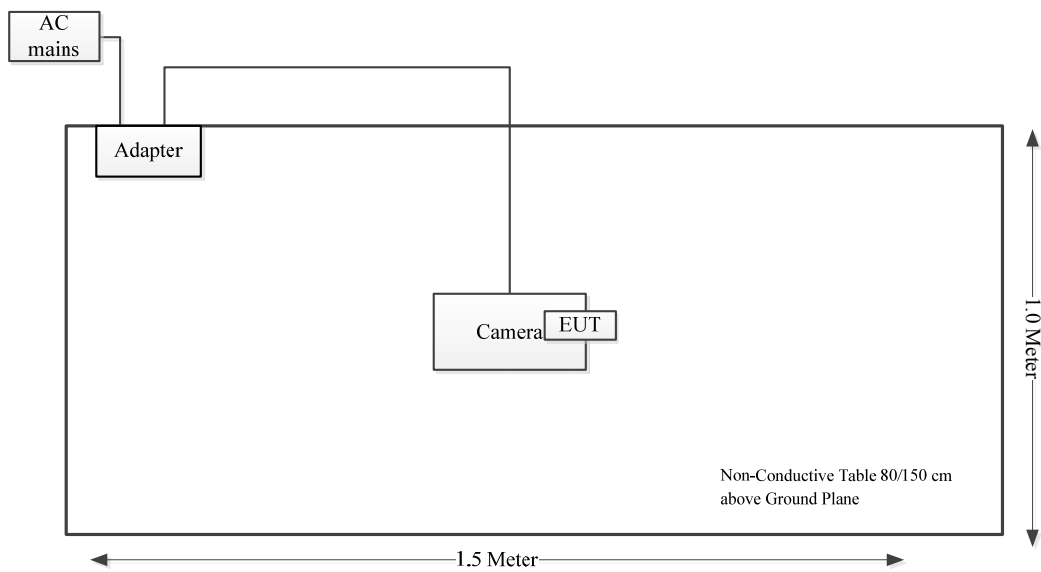 AC
mains
Adapter
Camera
EUT
1.0 Meter
Non-Conductive Table 80/150 cm
above Ground Plane
1.5 Meter